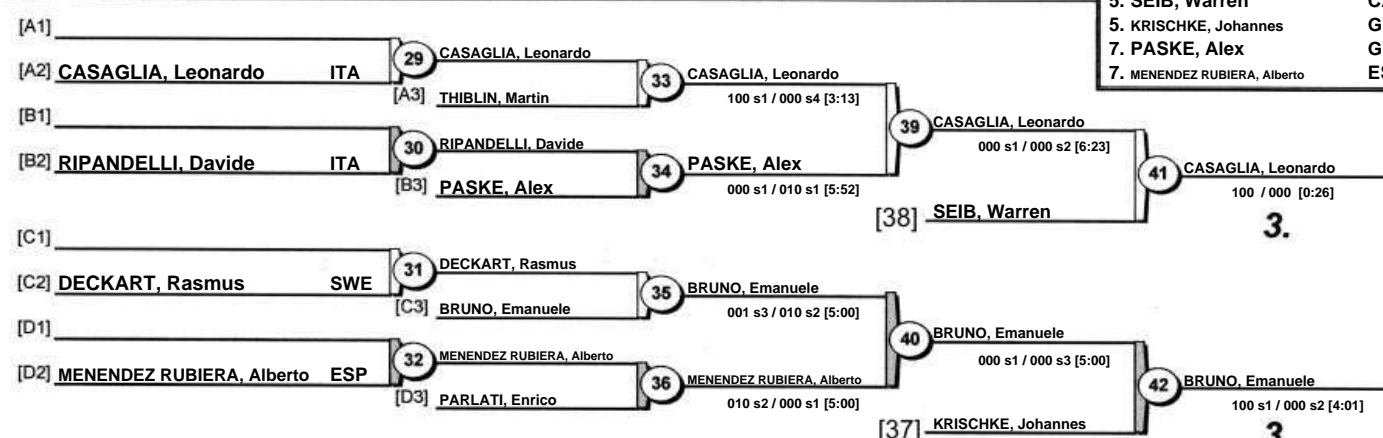 5. SEIB, Warren
5. KRISCHKE, Johannes G
7. PASKE, Alex G
7. MENENDEZ RUBIERA, Alberto
[A1]
[A2] CASAGLIA, Leonardo ITA
29
CASAGLIA, Leonardo
[A3] THIBLIN, Martin
33
CASAGLIA, Leonardo
100 s1 / 000 s4 [3:13]
[B1]
[B2] RIPANDELLI, Davide ITA
30
RIPANDELLI, Davide
[B3] PASKE, Alex
34
PASKE, Alex
000 s1 / 010 s1 [5:52]
39
CASAGLIA, Leonardo
000 s1 / 000 s2 [6:23]
[38] SEIB, Warren
41
CASAGLIA, Leonardo
100 / 000 [0:26]
3.
[C1]
[C2] DECKART, Rasmus SWE
31
DECKART, Rasmus
[C3] BRUNO, Emanuele
35
BRUNO, Emanuele
001 s3 / 010 s2 [5:00]
[D1]
[D2] MENENDEZ RUBIERA, Alberto ESP
32
MENENDEZ RUBIERA, Alberto
[D3] PARLATI, Enrico
36
MENENDEZ RUBIERA, Alberto
010 s2 / 000 s1 [5:00]
40
BRUNO, Emanuele
000 s1 / 000 s3 [5:00]
[37] KRISCHKE, Johannes
42
BRUNO, Emanuele
100 s1 / 000 s2 [4:01]
3